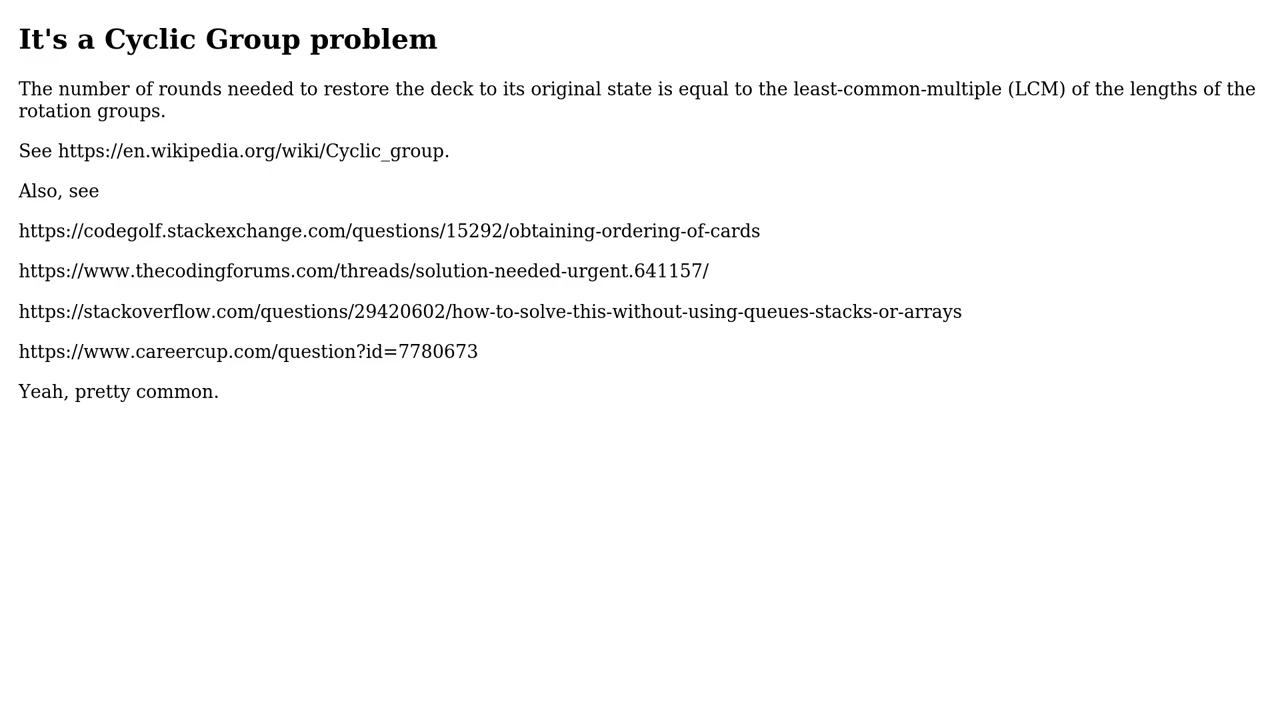 It's a Cyclic Group problem
The number of rounds needed to restore the deck to its original state is equal to the least-common-multiple (LCM) of the lengths of the
rotation groups.
See https://en.wikipedia.org/wiki/Cyclic_group.
Also, see
https://codegolf.stackexchange.com/questions/15292/obtaining-ordering-of-cards
https://www.thecodingforums.com/threads/solution-needed-urgent.641157/
https://stackoverflow.com/questions/29420602/how-to-solve-this-without-using-queues-stacks-or-arrays
https://www.careercup.com/question?id=7780673
Yeah, pretty common.